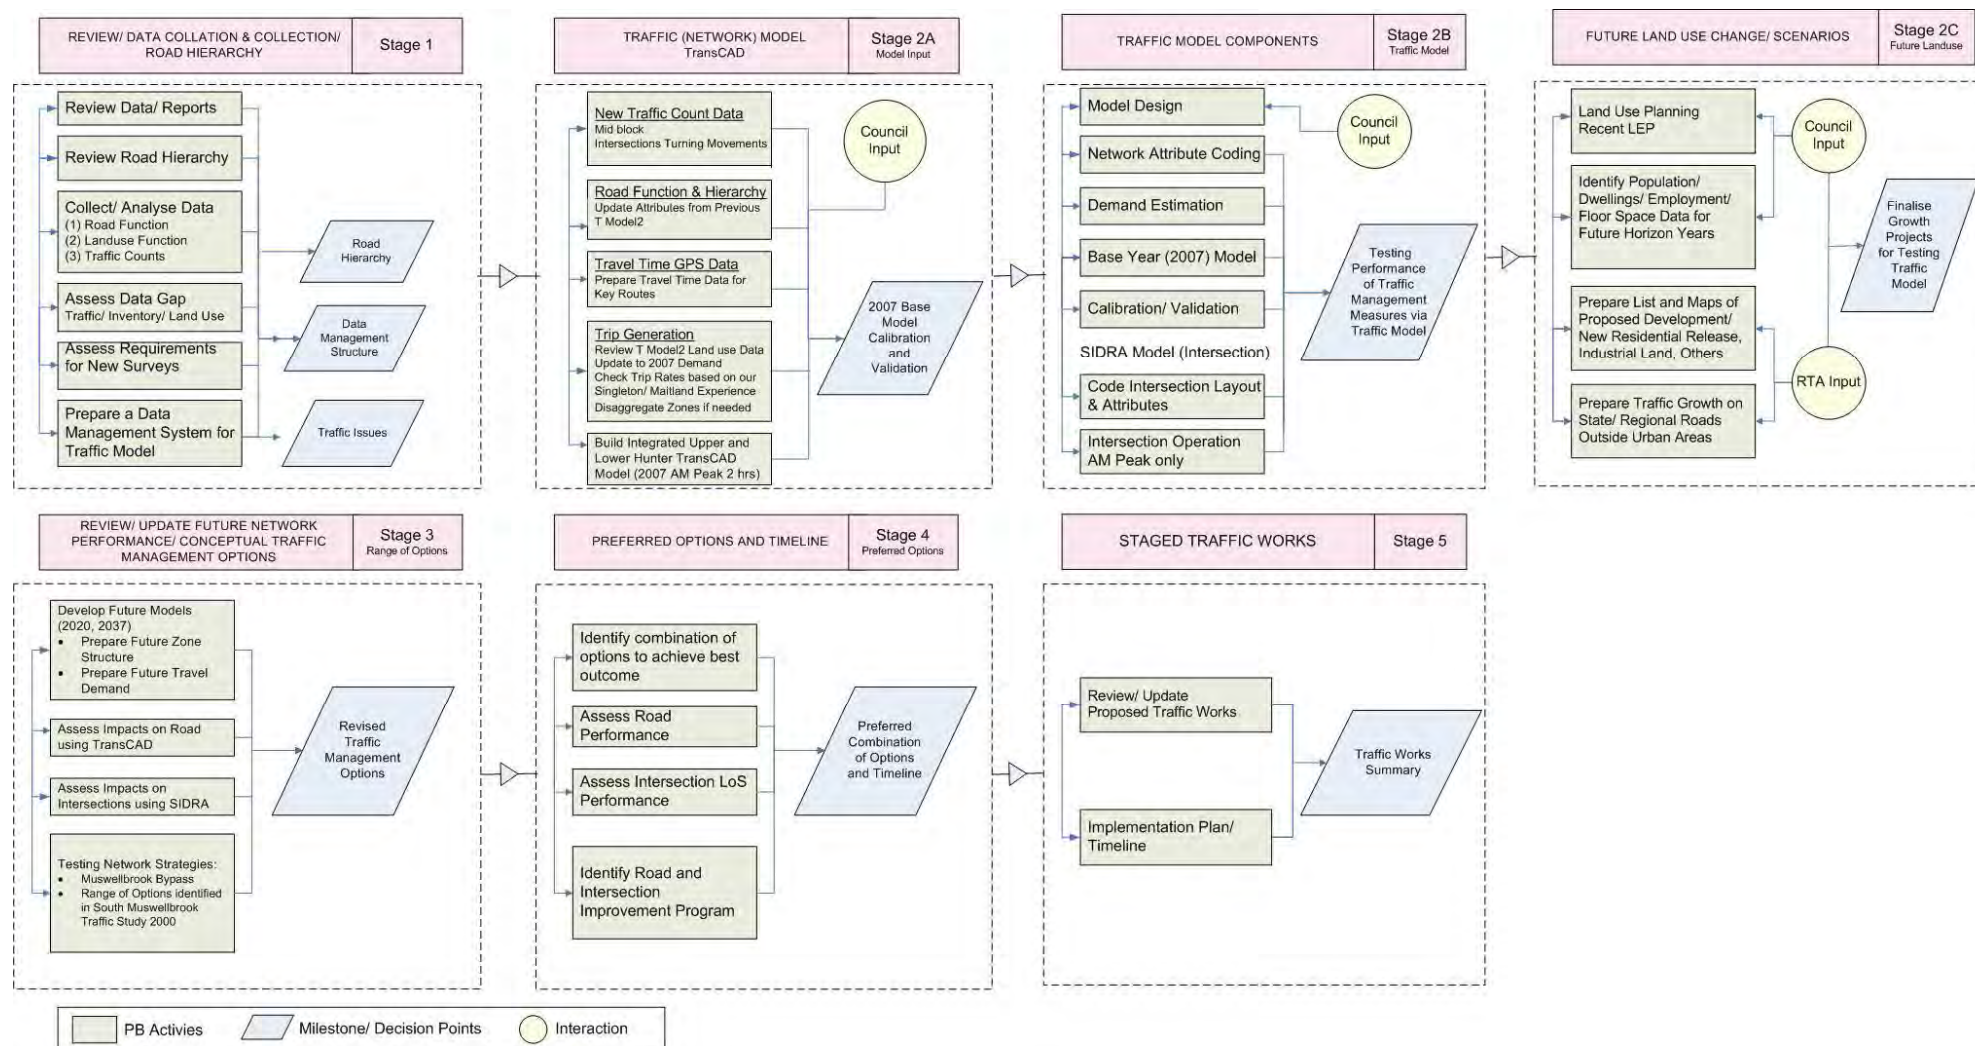 REVIEW/ DATA COLLATION & COLLECTION/
ROAD HIERARCHY
Stage 1
Review Data/ Reports
Review Road Hierarchy
Collect/ Analyse Data
(1) Road Function
(2) Landuse Function
(3) Traffic Counts
Assess Data Gap
Traffic/ Inventory/ Land Use
Assess Requirements
for New Surveys
Prepare a Data
Management System for
Traffic Model
Road
Hierarchy
Data
Management
Structure
Traffic Issues
TRAFFIC (NETWORK) MODEL
TransCAD
Stage 2A
Model Input
New Traffic Count Data
Mid block
Intersections Turning Movements
Road Function & Hierarchy
Update Attributes from Previous
T Model2
Travel Time GPS Data
Prepare Travel Time Data for
Key Routes
Trip Generation
Review T Model2 Land use Data
Update to 2007 Demand
Check Trip Rates based on our
Singleton/ Maitland Experience
Disaggregate Zones if needed
Build Integrated Upper and
Lower Hunter TransCAD
Model (2007 AM Peak 2 hrs)
Council
Input
2007 Base
Model
Calibration
and
Validation
TRAFFIC MODEL COMPONENTS
Stage 2B
Traffic Model
Model Design
Network Attribute Coding
Demand Estimation
Base Year (2007) Model
Calibration/ Validation
SIDRA Model (Intersection)
Code Intersection Layout
& Attributes
Intersection Operation
AM Peak only
Council
Input
Testing
Performance
of Traffic
Management
Measures via
Traffic Model
FUTURE LAND USE CHANGE/ SCENARIOS
Stage 2C
Future Landuse
Land Use Planning
Recent LEP
Identify Population/
Dwellings/ Employment/
Floor Space Data for
Future Horizon Years
Prepare List and Maps of
Proposed Development/
New Residential Release,
Industrial Land, Others
Prepare Traffic Growth on
State/ Regional Roads
Outside Urban Areas
Council
Input
RTA Input
Finalise
Growth
Projects
for Testing
Traffic
Model
REVIEW/ UPDATE FUTURE NETWORK
PERFORMANCE/ CONCEPTUAL TRAFFIC
MANAGEMENT OPTIONS
Stage 3
Range of Options
Develop Future Models
(2020, 2037)
• Prepare Future Zone
Structure
• Prepare Future Travel
Demand
Assess Impacts on Road
using TransCAD
Assess Impacts on
Intersections using SIDRA
Testing Network Strategies:
• Muswellbrook Bypass
• Range of Options identified
in South Muswellbrook
Traffic Study 2000
Revised
Traffic
Management
Options
PREFERRED OPTIONS AND TIMELINE
Stage 4
Preferred Options
Identify combination of
options to achieve best
outcome
Assess Road
Performance
Assess Intersection LoS
Performance
Identify Road and
Intersection
Improvement Program
Preferred
Combination
of Options
and Timeline
STAGED TRAFFIC WORKS
Stage 5
Review/ Update
Proposed Traffic Works
Implementation Plan/
Timeline
Traffic Works
Summary
PB Activies
Milestone/ Decision Points
Interaction